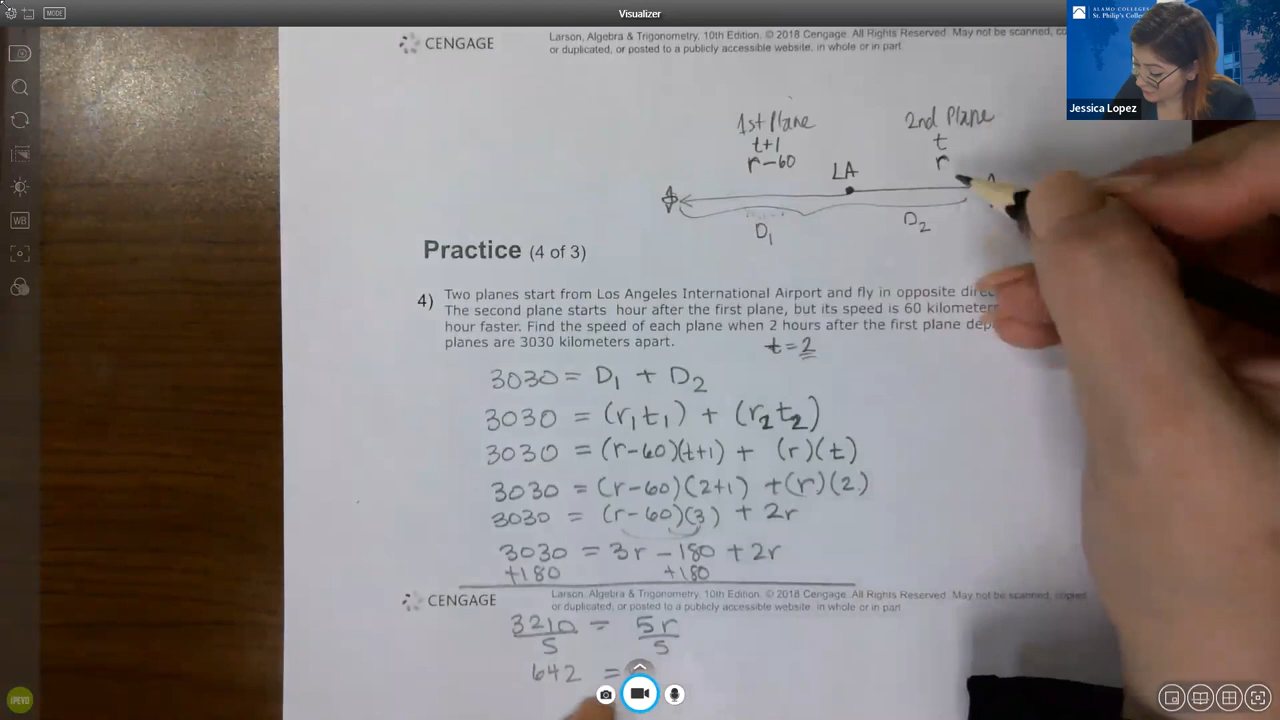 MODE
Visualizer
ALAMO COLLEGES
St. Philip's
Jessica Lopez
CENGAGE
Larson, Algebra & Trigonometry, 10th Edition. © 2018 Cengage. All Rights Reserved. May not be scanned,
or duplicated, or posted to a publicly accessible website, in whole or in part.
1st Plane
t+1
r-60
LA
2nd Plane
t
r
D₁
D₂
Practice (4 of 3)
4) Two planes start from Los Angeles International Airport and fly in opposite
The second plane starts hour after the first plane, but its speed is 60
hour faster. Find the speed of each plane when 2 hours after the first plane
planes are 3030 kilometers apart.
t = 2
3030 = D₁ + D₂
3030 = (r₁t₁) + (r₂t₂)
3030 = (r-60)(t+1) + (r)(t)
3030 = (r-60)(2+1) + (r)(2)
3030 = (r-60)(3) + 2r
3030 = 3r - 180 + 2r
+180 +180
CENGAGE
Larson, Algebra & Trigonometry, 10th Edition. © 2018 Cengage. All Rights Reserved. May not be scanned, copied
or duplicated, or posted to a publicly accessible website, in whole or in part.
3210 = 5r
5 5
642 =
WB
IPEVO